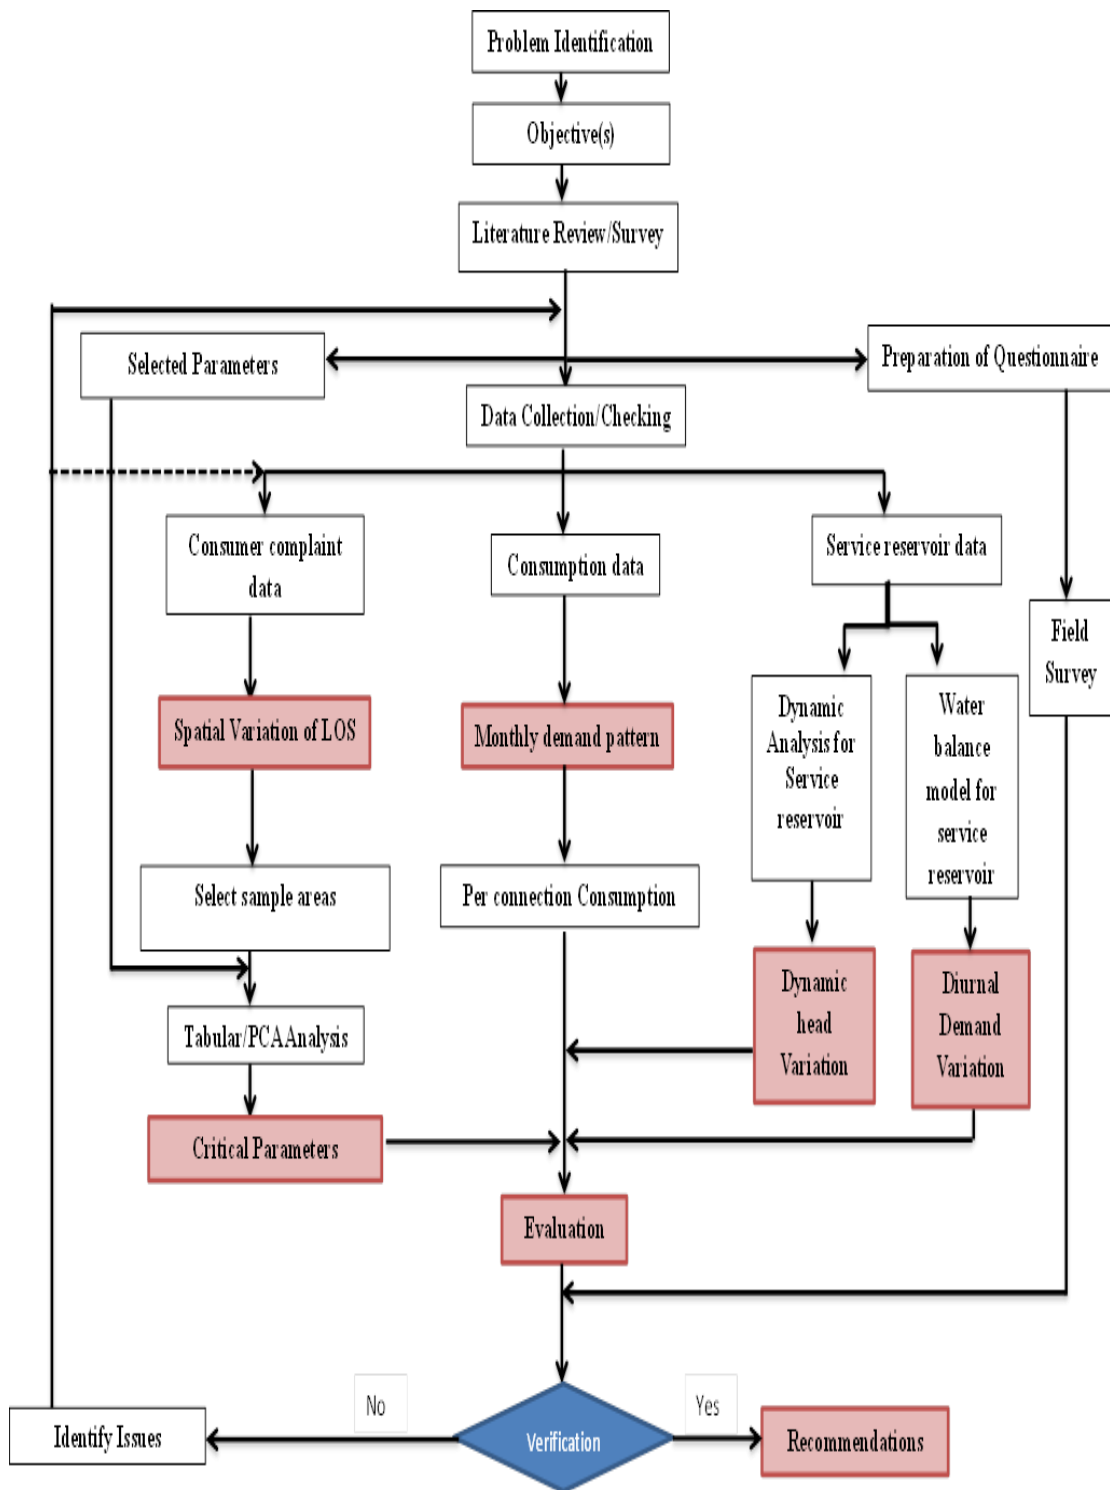 Problem Identification
Objective(s)
Literature Review/Survey
Selected Parameters
Preparation of Questionnaire
Data Collection/Checking
Consumer complaint
data
Consumption data
Service reservoir data
Field
Survey
Spatial Variation of LOS
Monthly demand pattern
Dynamic
Analysis for
Service
reservoir
Water
balance
model for
service
reservoir
Select sample areas
Per connection Consumption
Dynamic
head
Variation
Diurnal
Demand
Variation
Tabular/PCA Analysis
Critical Parameters
Evaluation
No
Yes
Identify Issues
Verification
Recommendations